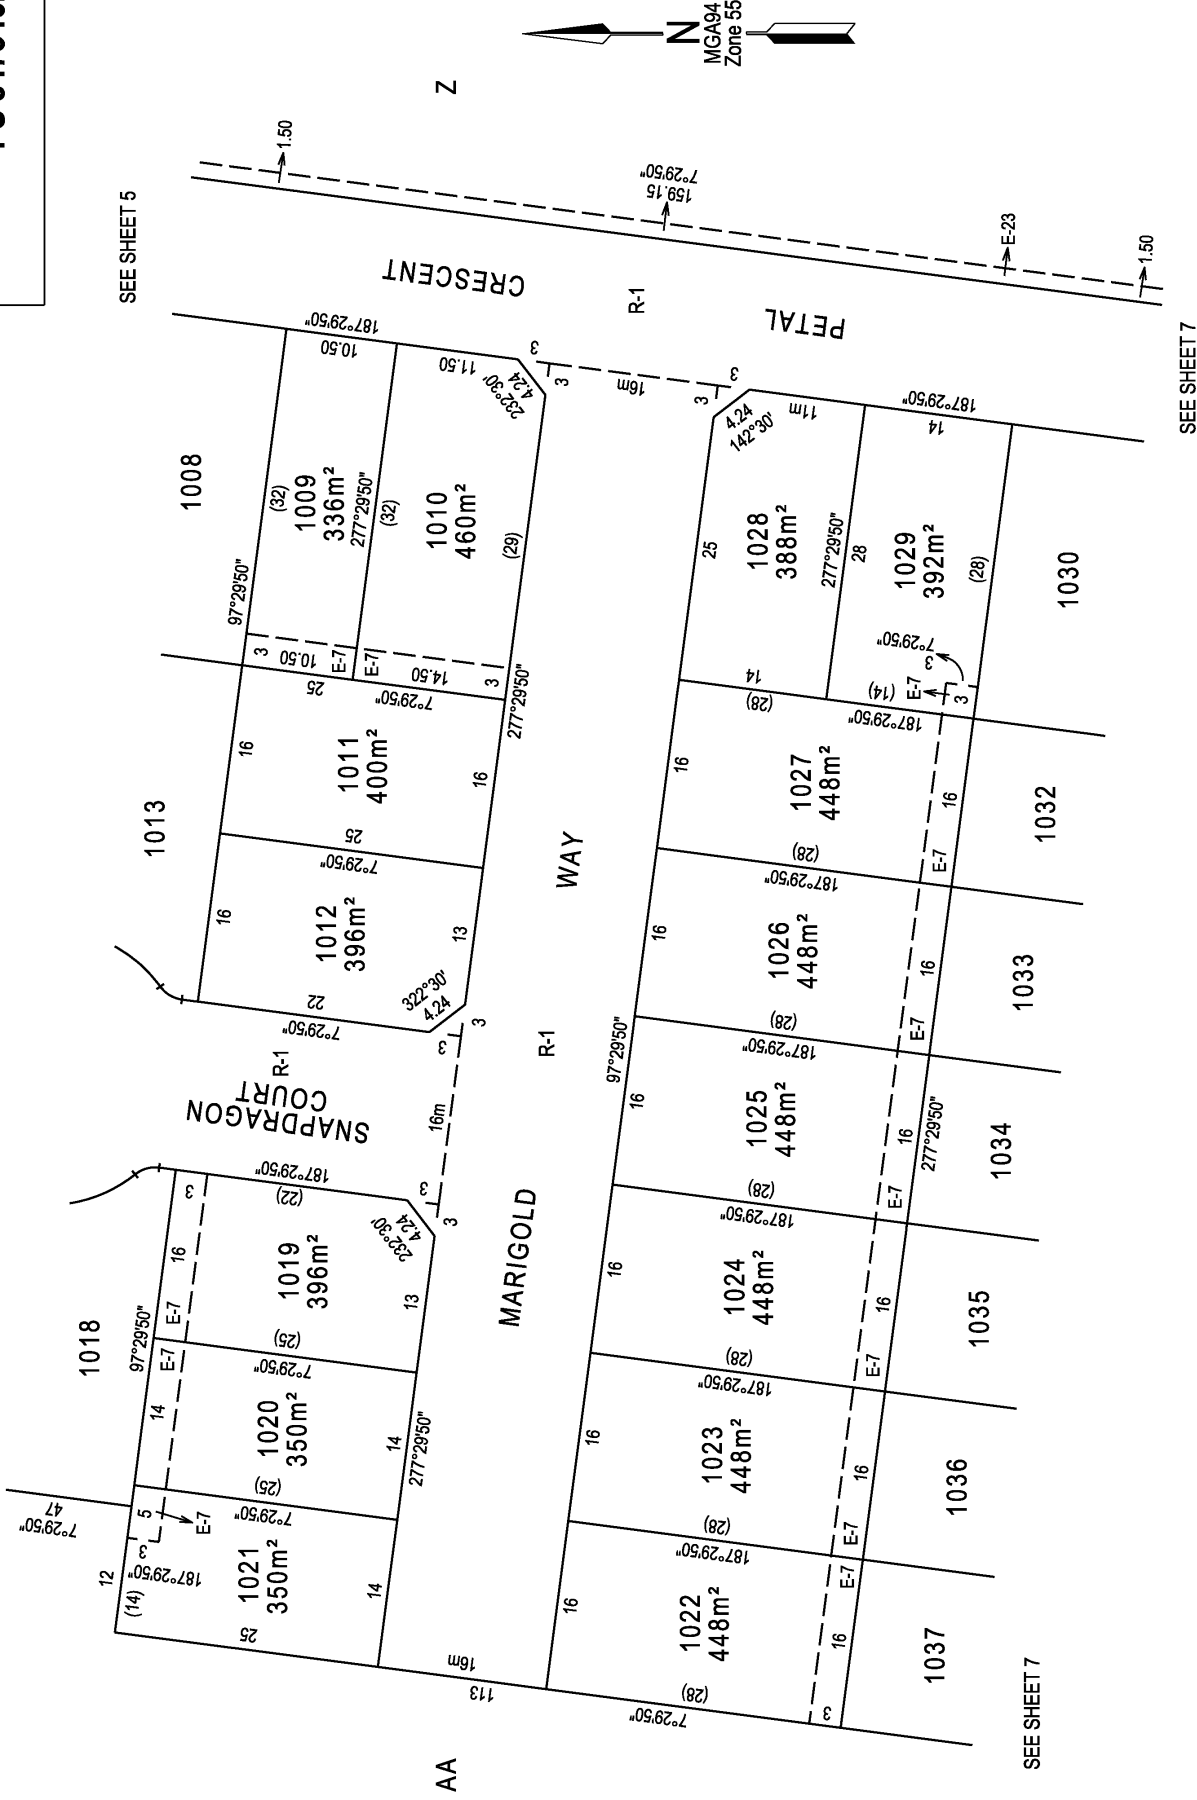 SEE SHEET 5
SEE SHEET 7
SEE SHEET 7
N
MGA94
Zone 55
Z
AA
1.50
159.15
7°29'50"
E-23
1.50
CRESCENT
R-1
PETAL
187°29'50"
10.50
11.50
232°30'
4.24
3
3
16m
3
3
4.24
142°30'
11m
187°29'50"
14
1008
97°29'50"
(32)
1009
336m²
277°29'50"
(32)
1010
460m²
(29)
3
10.50
E-7
E-7
14.50
3
25
7°29'50"
277°29'50"
1013
16
1011
400m²
16
25
7°29'50"
16
1012
396m²
13
322°30'
4.24
22
7°29'50"
3
3
R-1
SNAPDRAGON
COURT
16m
R-1
WAY
MARIGOLD
187°29'50"
(22)
3
3
232°30'
4.24
3
16
E-7
1019
396m²
13
1018
97°29'50"
(25)
7°29'50"
E-7
14
1020
350m²
14
277°29'50"
(25)
7°29'50"
47
7°29'50"
5
E-7
3
187°29'50"
12
(14)
1021
350m²
14
25
16m
113
25
1028
388m²
277°29'50"
28
14
(28)
1029
392m²
(28)
7°29'50"
3
E-7
(14)
3
187°29'50"
1030
16
1027
448m²
16
E-7
1032
(28)
187°29'50"
16
1026
448m²
16
E-7
1033
(28)
187°29'50"
97°29'50"
16
1025
448m²
16
277°29'50"
E-7
1034
(28)
187°29'50"
16
1024
448m²
16
E-7
1035
(28)
187°29'50"
16
1023
448m²
16
E-7
1036
(28)
187°29'50"
16
1022
448m²
E-7
16
1037
(28)
7°29'50"
3